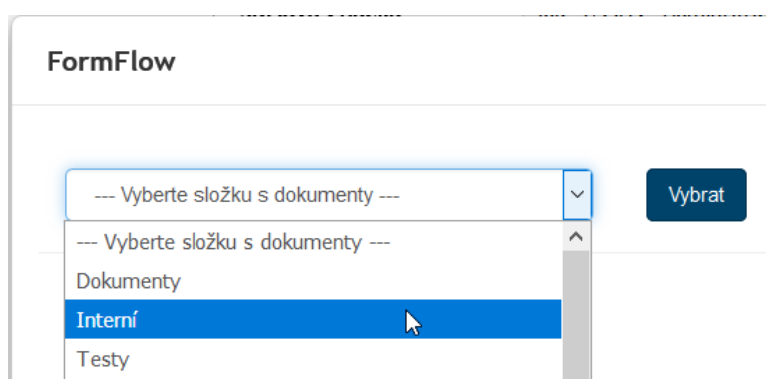 FormFlow
--- Vyberte složku s dokumenty ---
Vybrat
--- Vyberte složku s dokumenty ---
Dokumenty
Interní
Testy